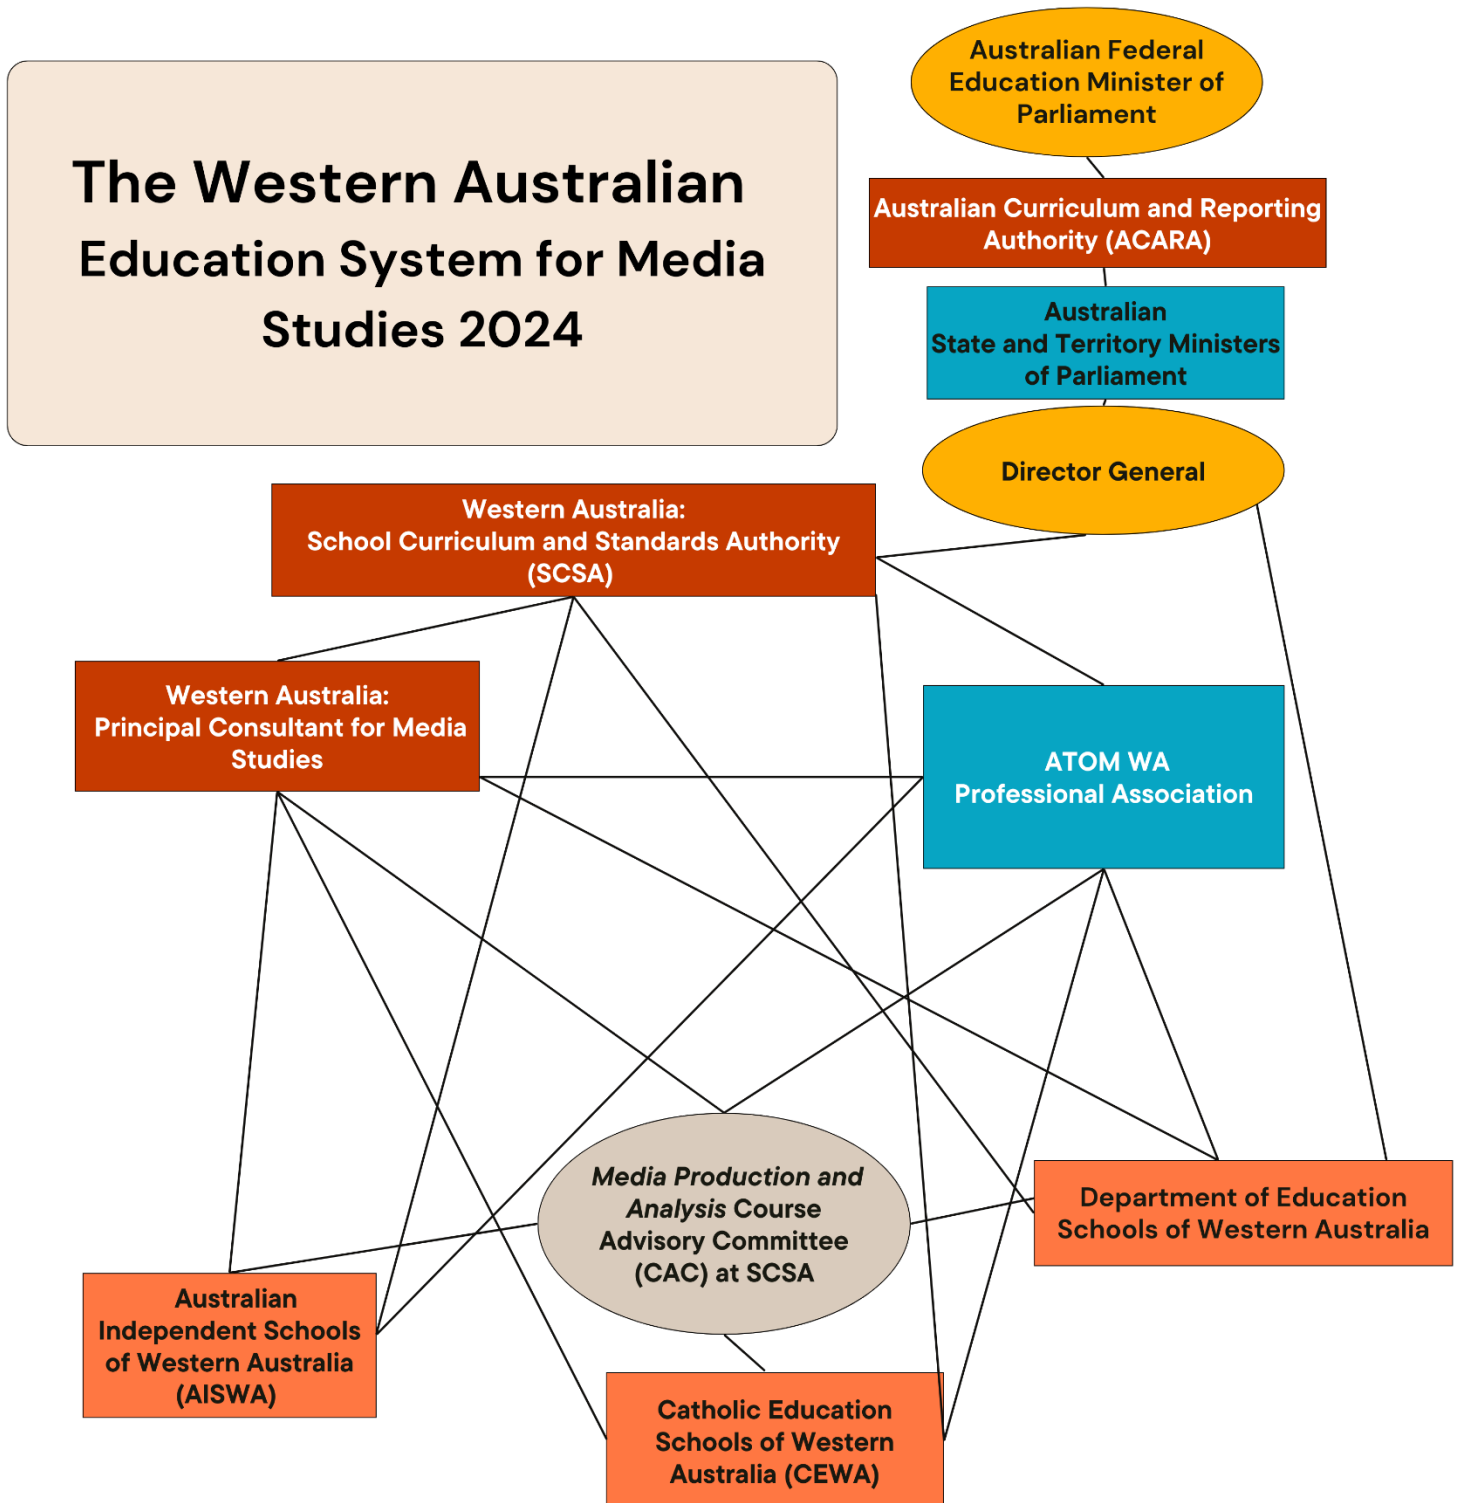 The Western Australian
Education System for Media
Studies 2024
Australian Federal
Education Minister of
Parliament
Australian Curriculum and Reporting
Authority (ACARA)
Australian
State and Territory Ministers
of Parliament
Director General
Western Australia:
School Curriculum and Standards Authority
(SCSA)
Western Australia:
Principal Consultant for Media
Studies
ATOM WA
Professional Association
Media Production and
Analysis Course
Advisory Committee
(CAC) at SCSA
Department of Education
Schools of Western Australia
Australian
Independent Schools
of Western Australia
(AISWA)
Catholic Education
Schools of Western
Australia (CEWA)